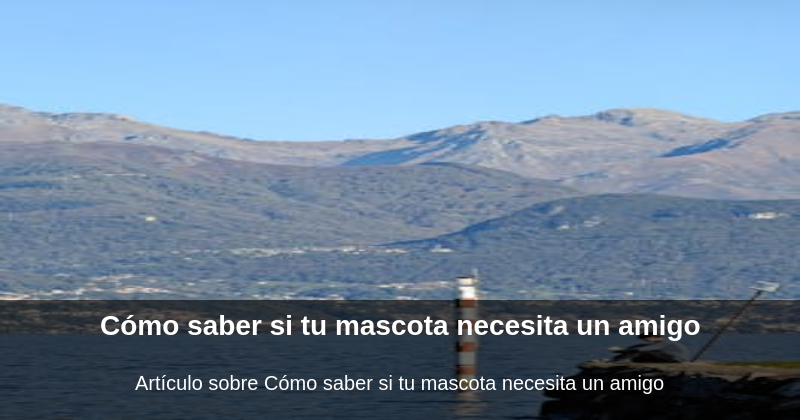 Cómo saber si tu mascota necesita un amigo
Artículo sobre Cómo saber si tu mascota necesita un amigo